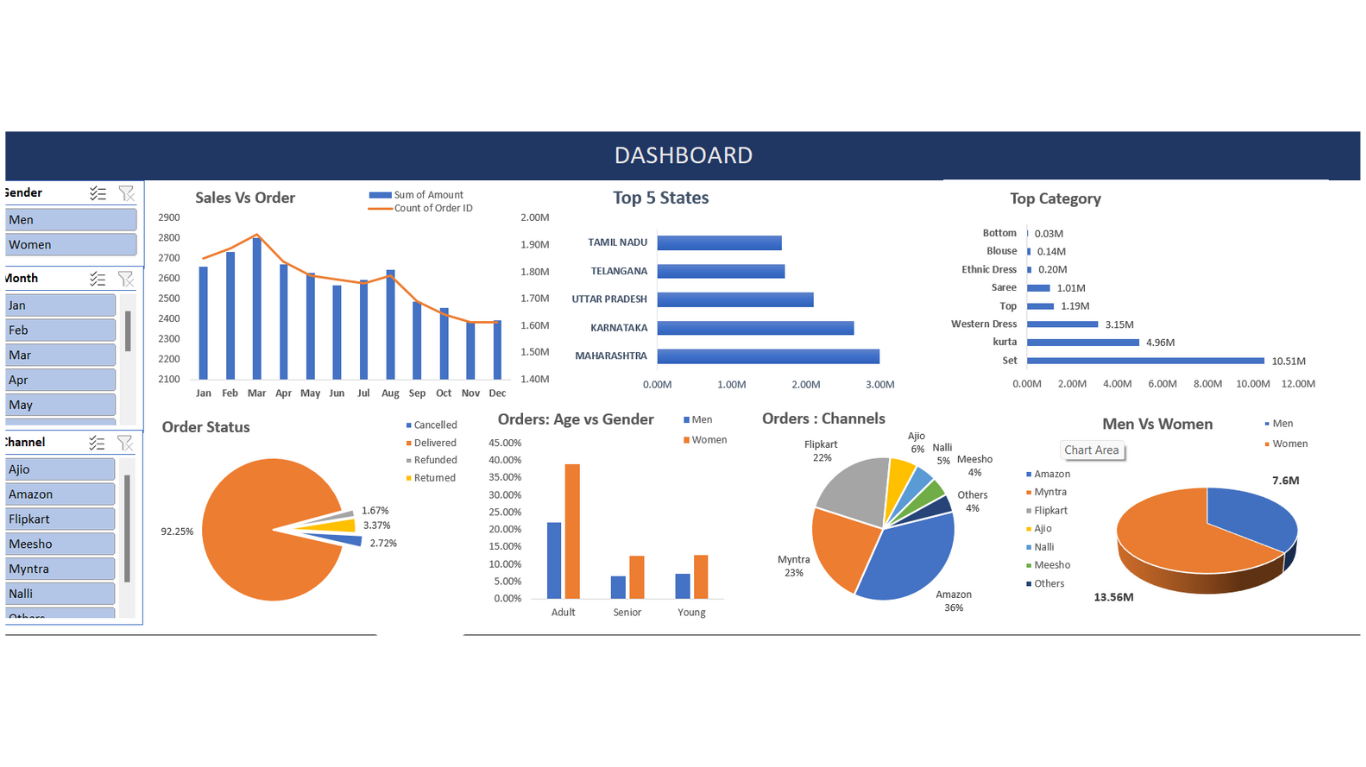 DASHBOARD
Gender
Men
Women
Month
Jan
Feb
Mar
Apr
May
Channel
Ajio
Amazon
Flipkart
Meesho
Myntra
Nalli
Others
Sales Vs Order
Sum of Amount
Count of Order ID
2900
2800
2700
2600
2500
2400
2300
2200
2100
2.00M
1.90M
1.80M
1.70M
1.60M
1.50M
1.40M
Jan Feb Mar Apr May Jun Jul Aug Sep Oct Nov Dec
Top 5 States
TAMIL NADU
TELANGANA
UTTAR PRADESH
KARNATAKA
MAHARASHTRA
0.00M 1.00M 2.00M 3.00M
Top Category
Bottom 0.03M
Blouse 0.14M
Ethnic Dress 0.20M
Saree 1.01M
Top 1.19M
Western Dress 3.15M
kurta 4.96M
Set 10.51M
0.00M 2.00M 4.00M 6.00M 8.00M 10.00M 12.00M
Order Status
Cancelled
Delivered
Refunded
Returned
92.25%
1.67%
3.37%
2.72%
Orders: Age vs Gender
Men
Women
45.00%
40.00%
35.00%
30.00%
25.00%
20.00%
15.00%
10.00%
5.00%
0.00%
Adult Senior Young
Orders : Channels
Flipkart
22%
Ajio
6%
Nalli
5%
Meesho
4%
Others
4%
Myntra
23%
Amazon
36%
Men Vs Women
Men
Women
Chart Area
Amazon
Myntra
Flipkart
Ajio
Nalli
Meesho
Others
7.6M
13.56M